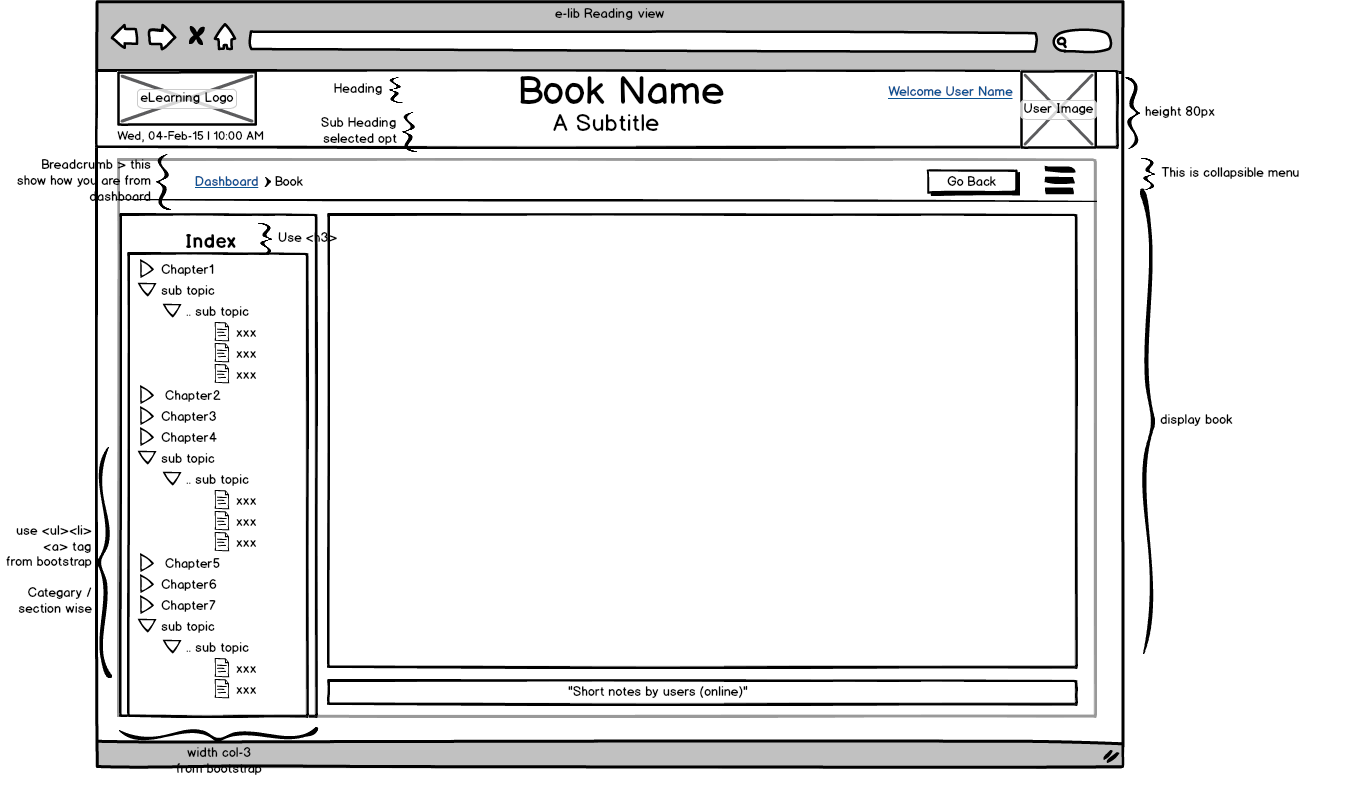 e-lib Reading view
eLearning Logo
Wed, 04-Feb-15 | 10:00 AM
Heading
Sub Heading
selected opt
Book Name
A Subtitle
Welcome User Name
User Image
height 80px
Breadcrumb > this
show how you are from
dashboard
Dashboard > Book
Go Back
This is collapsible menu
Index
Use <h3>
Chapter1
sub topic
.. sub topic
xxx
xxx
xxx
Chapter2
Chapter3
Chapter4
sub topic
.. sub topic
xxx
xxx
xxx
Chapter5
Chapter6
Chapter7
sub topic
.. sub topic
xxx
xxx
use <ul><li>
<a> tag
from bootstrap
Categary /
section wise
display book
"Short notes by users (online)"
width col-3
from bootstrap